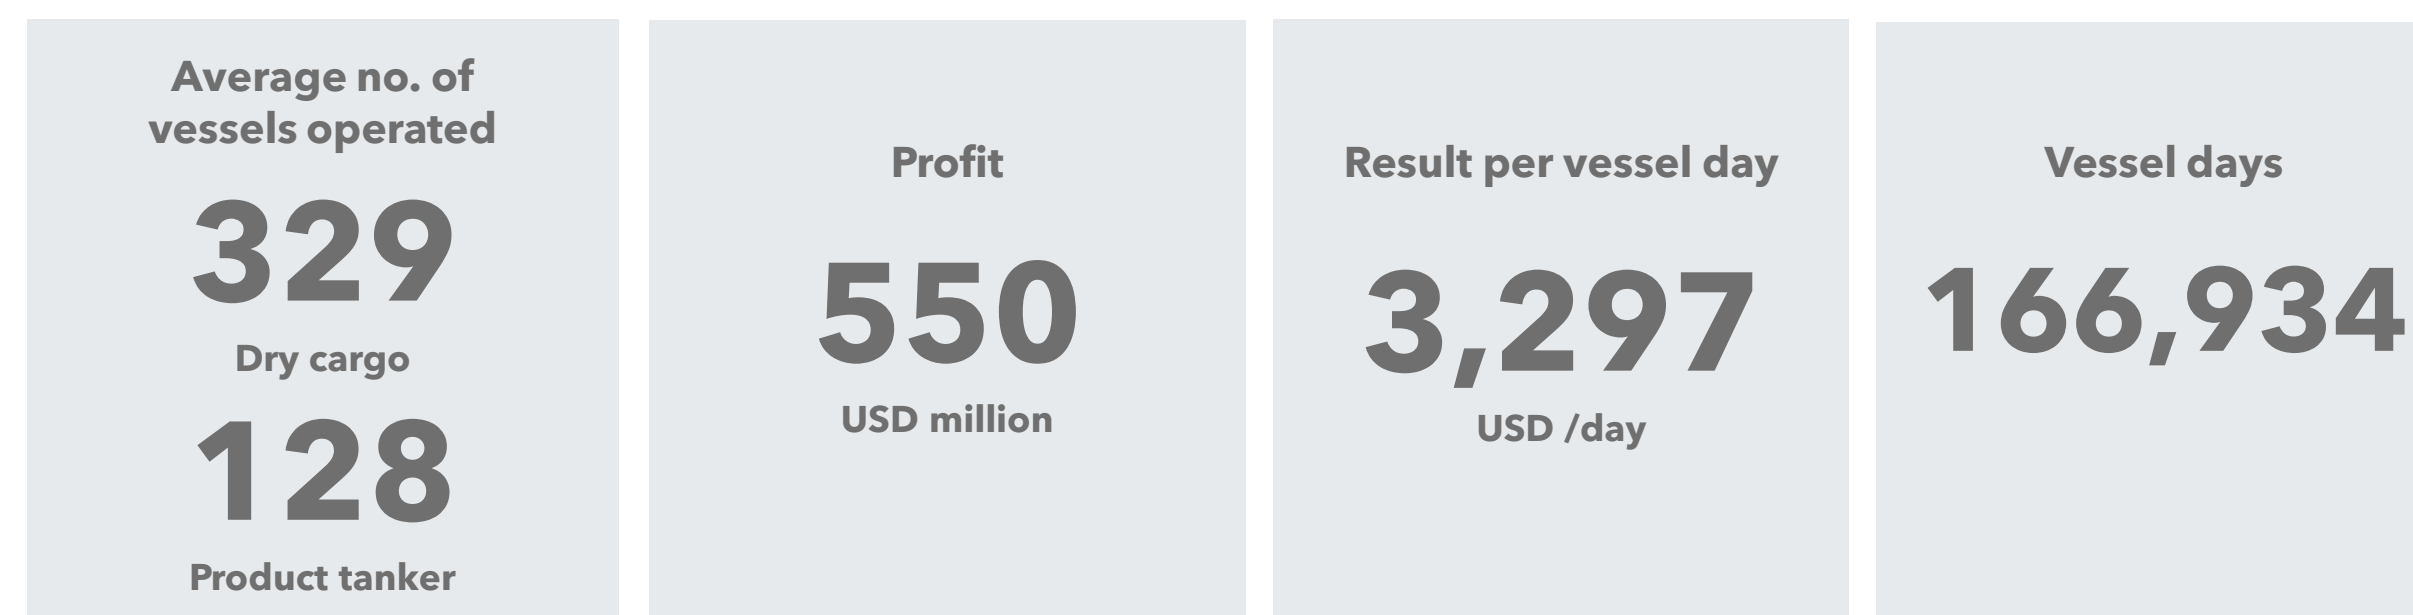 Average no. of
vessels operated
329
Dry cargo
128
Product tanker
Profit
550
USD million
Result per vessel day
3,297
USD /day
Vessel days
166,934